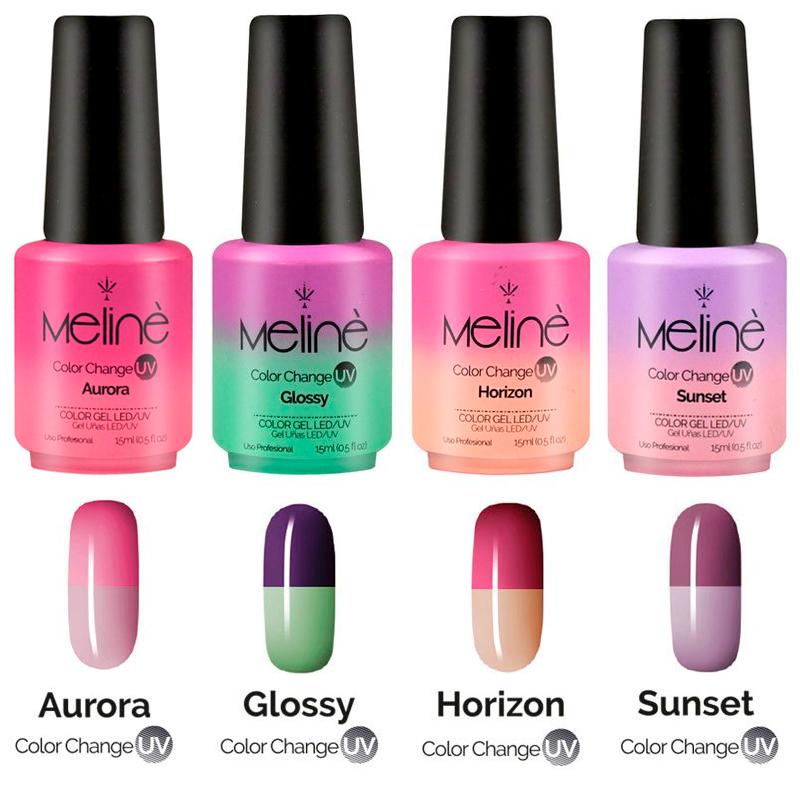 Melinè
Color Change UV
Aurora
COLOR GEL LED/UV
Gel Uñas LED/UV
Uso Profesional 15ml (0.5 fl oz)
Melinè
Color Change UV
Glossy
COLOR GEL LED/UV
Gel Uñas LED/UV
Uso Profesional 15ml (0.5 fl oz)
Melinè
Color Change UV
Horizon
COLOR GEL LED/UV
Gel Uñas LED/UV
Uso Profesional 15ml (0.5 fl oz)
Melinè
Color Change UV
Sunset
COLOR GEL LED/UV
Gel Uñas LED/UV
Uso Profesional 15ml (0.5 fl oz)
Aurora
Color Change UV
Glossy
Color Change UV
Horizon
Color Change UV
Sunset
Color Change UV